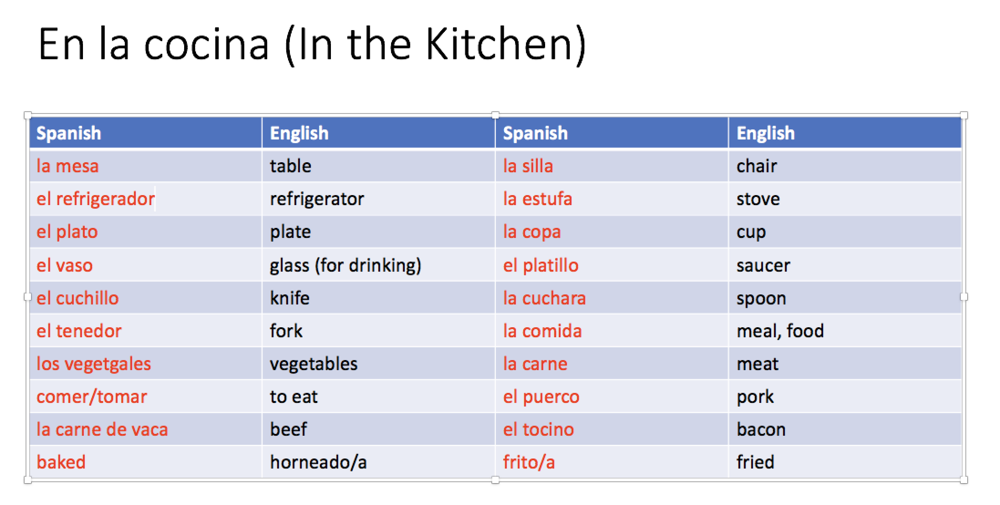 En la cocina (In the Kitchen)
Spanish English Spanish English
la mesa table la silla chair
el refrigerador refrigerator la estufa stove
el plato plate la copa cup
el vaso glass (for drinking) el platillo saucer
el cuchillo knife la cuchara spoon
el tenedor fork la comida meal, food
los vegetgales vegetables la carne meat
comer/tomar to eat el puerco pork
la carne de vaca beef el tocino bacon
baked horneado/a frito/a fried